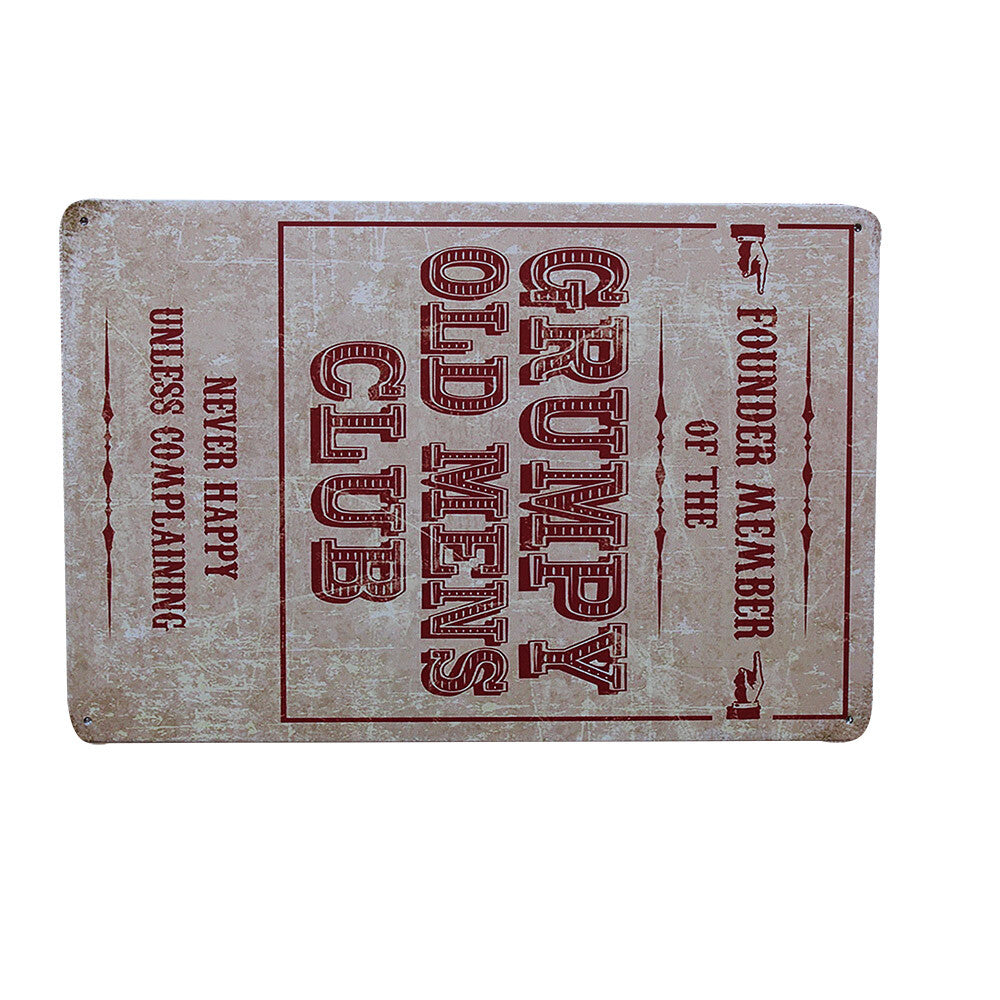 FOUNDER MEMBER
OF THE
GRUMPY
OLD MENS
CLUB
NEVER HAPPY
UNLESS COMPLAINING